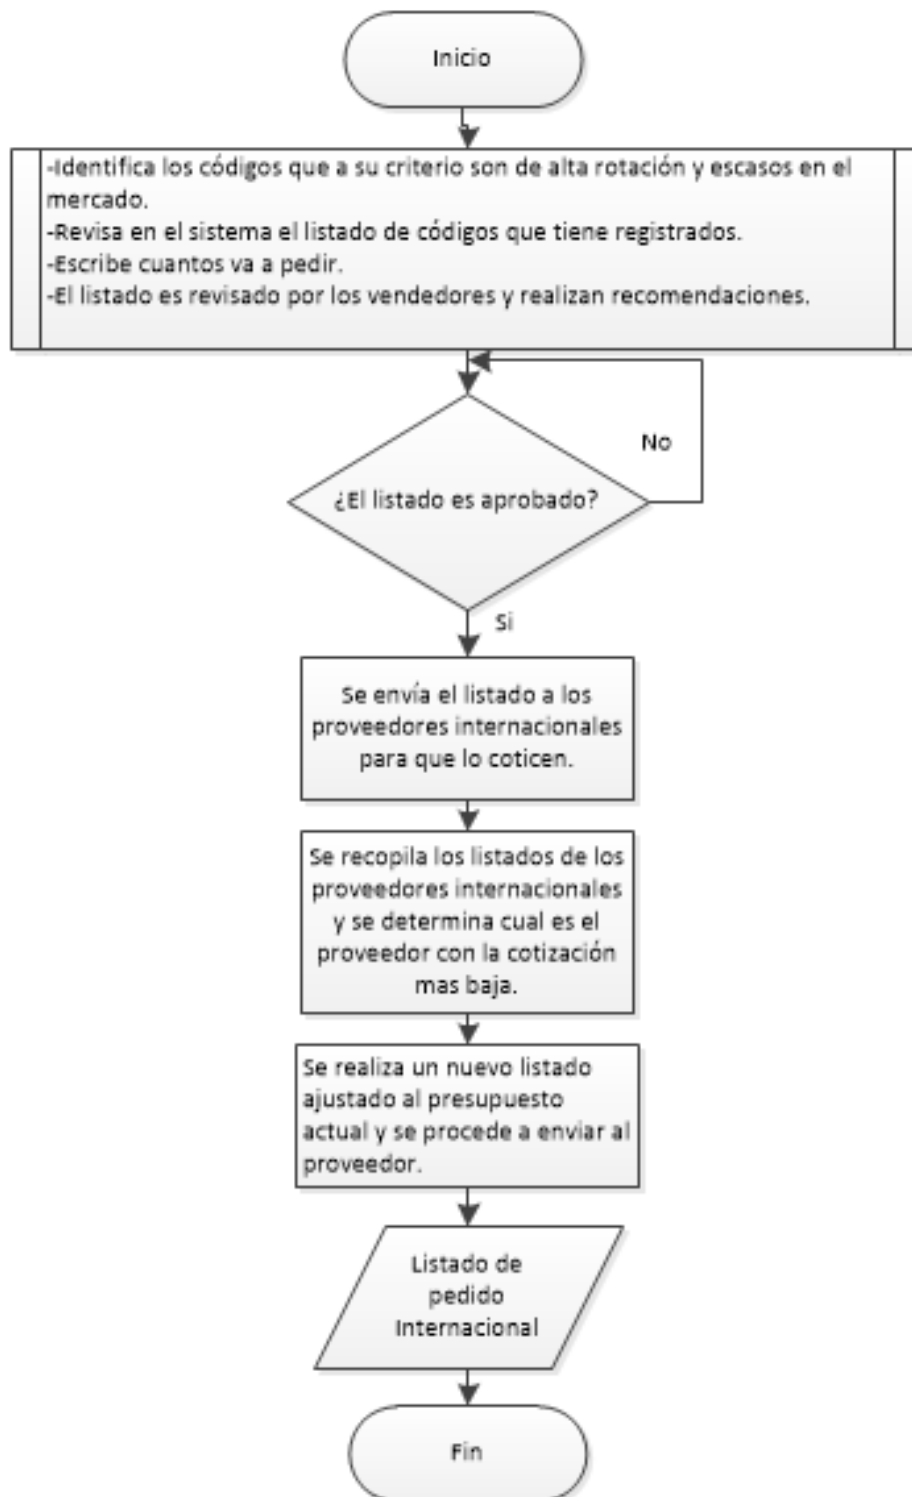 Inicio
-Identifica los códigos que a su criterio son de alta rotación y escasos en el
mercado.
-Revisa en el sistema el listado de códigos que tiene registrados.
-Escribe cuantos va a pedir.
-El listado es revisado por los vendedores y realizan recomendaciones.
No
¿El listado es aprobado?
Si
Se envía el listado a los
proveedores internacionales
para que lo coticen.
Se recopila los listados de los
proveedores internacionales
y se determina cual es el
proveedor con la cotización
mas baja.
Se realiza un nuevo listado
ajustado al presupuesto
actual y se procede a enviar al
proveedor.
Listado de
pedido
Internacional
Fin